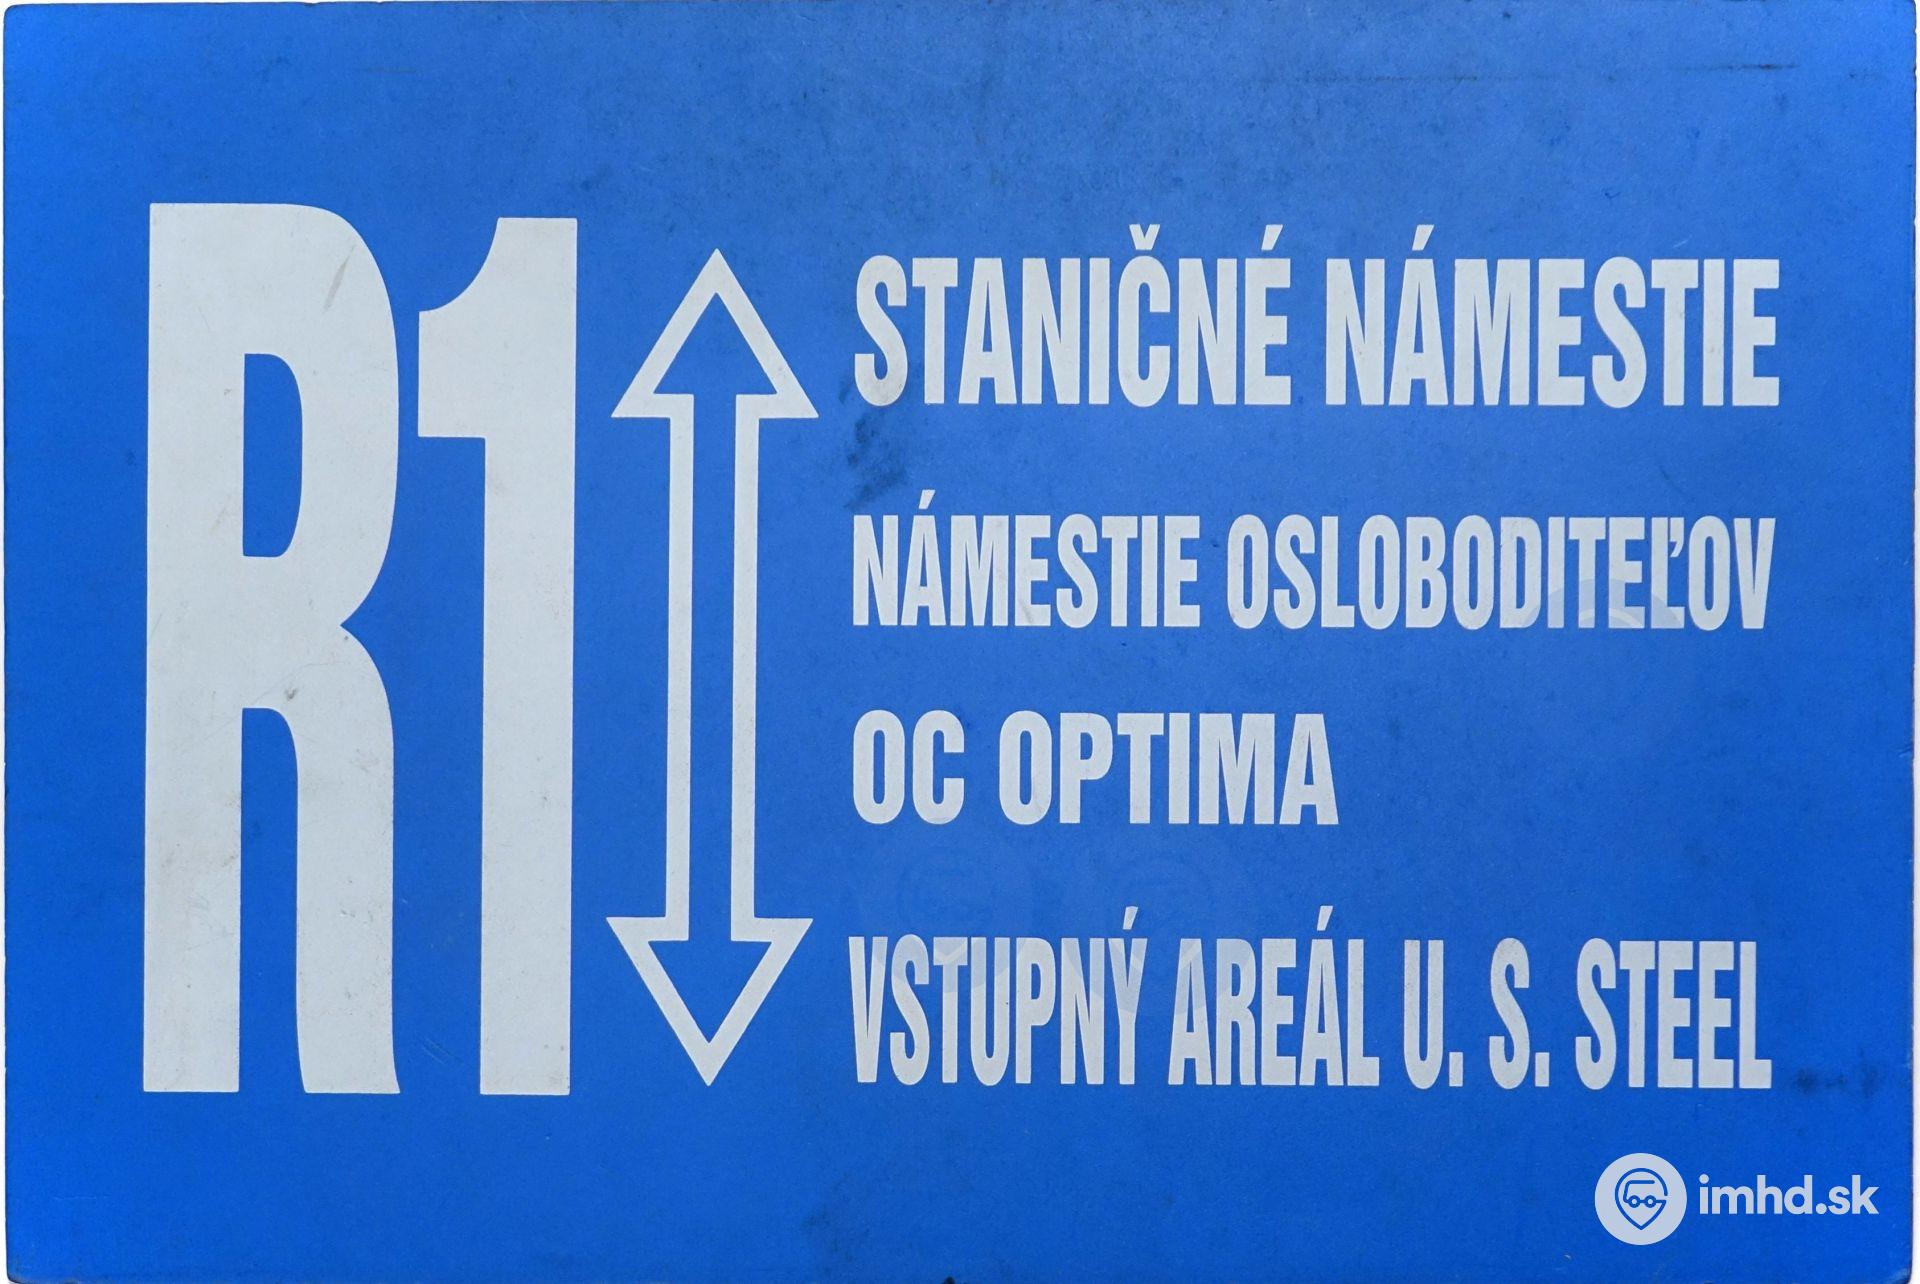 R1
STANIČNÉ NÁMESTIE
NÁMESTIE OSLOBODITEĽOV
OC OPTIMA
VSTUPNÝ AREÁL U. S. STEEL
imhd.sk